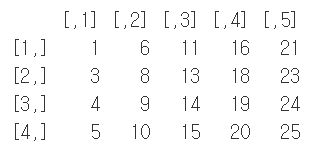 [,1] [,2] [,3] [,4] [,5]
[1,] 1 6 11 16 21
[2,] 3 8 13 18 23
[3,] 4 9 14 19 24
[4,] 5 10 15 20 25